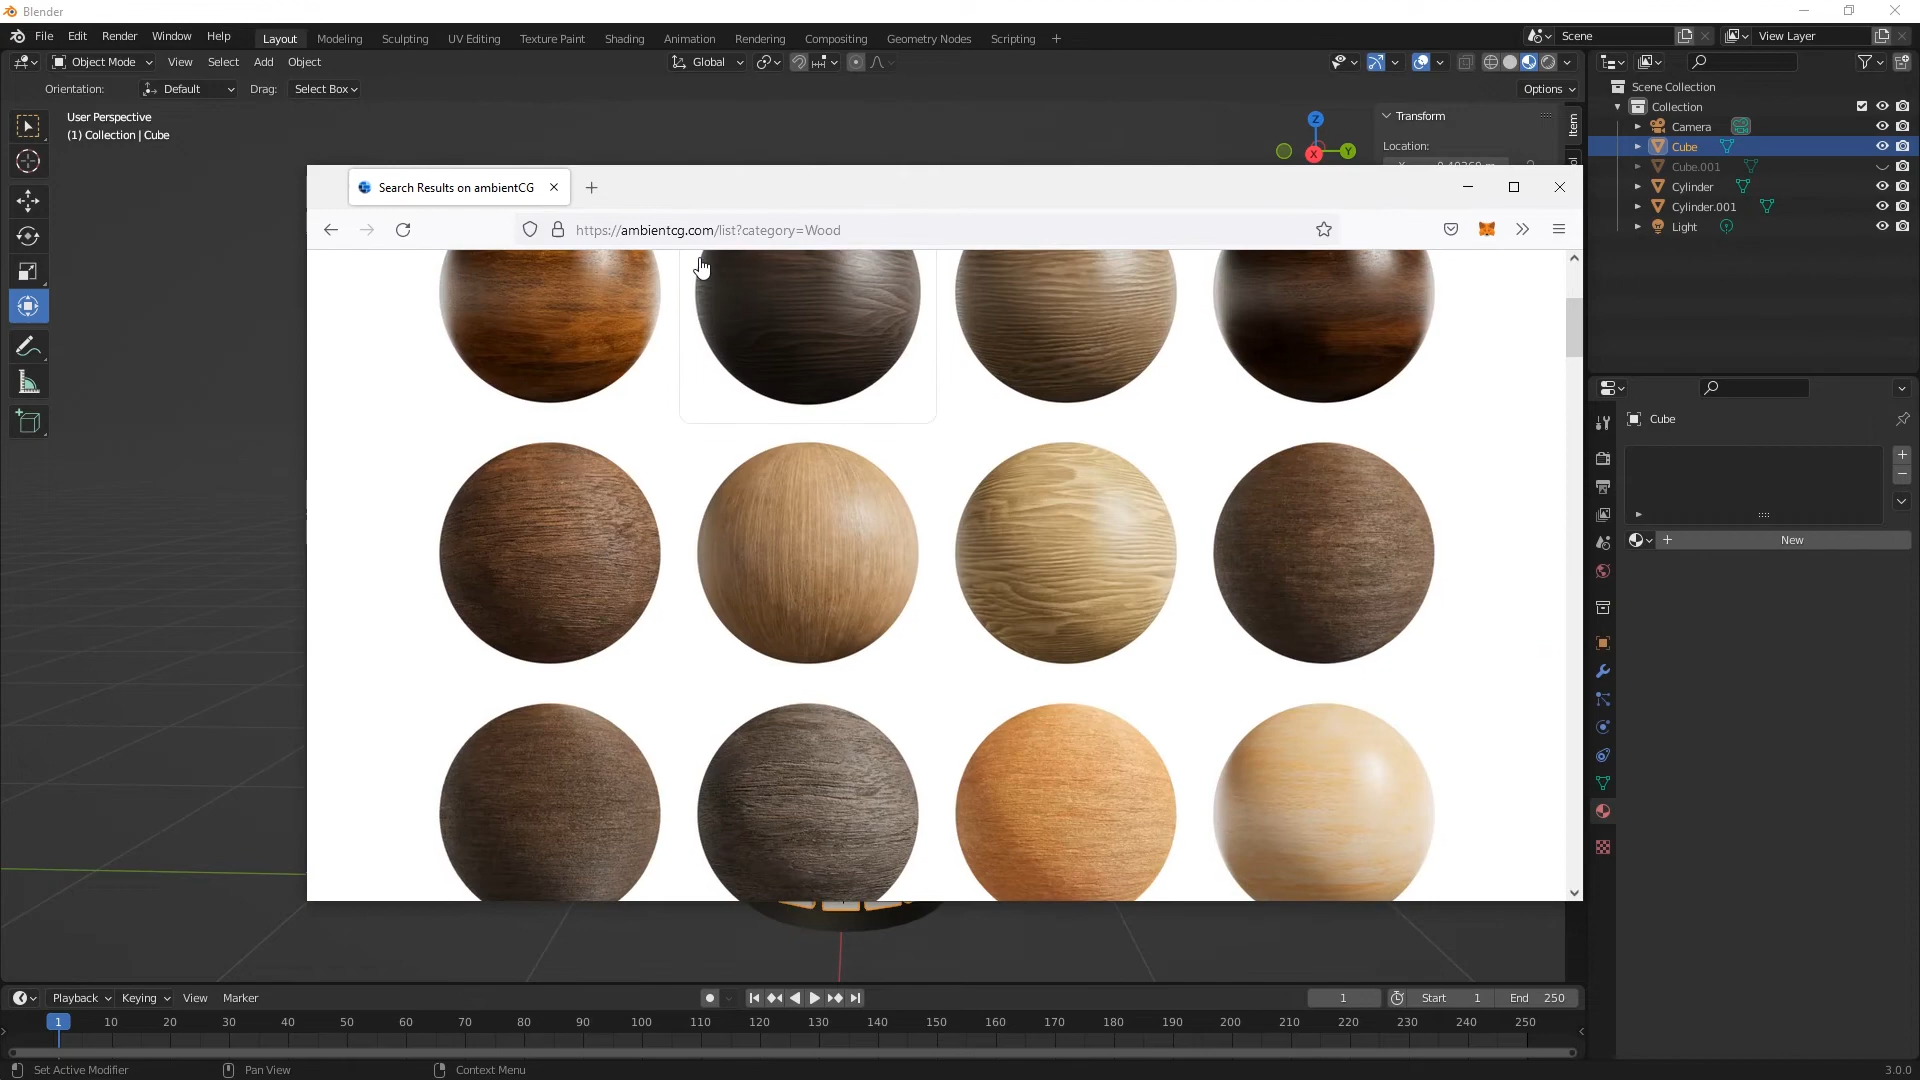 Blender
File Edit Render Window Help
Layout Modeling Sculpting UV Editing Texture Paint Shading Animation Rendering Compositing Geometry Nodes Scripting +
Scene
View Layer
Object Mode View Select Add Object
Global
Orientation: Default Drag: Select Box
Options
User Perspective
(1) Collection | Cube
Z
Y
X
Transform
Location:
Item
Search Results on ambientCG
https://ambientcg.com/list?category=Wood
Scene Collection
Collection
Camera
Cube
Cube.001
Cylinder
Cylinder.001
Light
Cube
New
Playback Keying View Marker
1
Start 1
End 250
1 10 20 30 40 50 60 70 80 90 100 110 120 130 140 150 160 170 180 190 200 210 220 230 240 250
Set Active Modifier
Pan View
Context Menu
3.0.0